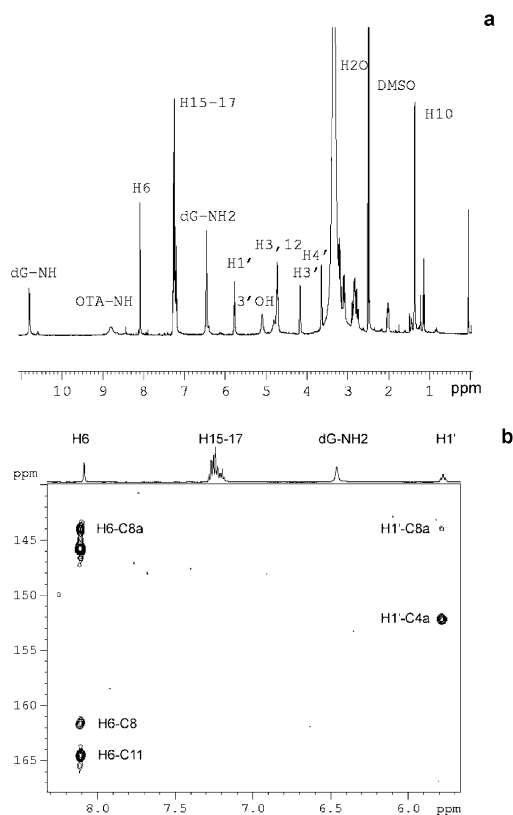 a
H2O
DMSO
H15-17
H10
H6
dG-NH2
dG-NH
H1' H3,12 H4'
OTA-NH 3'OH H3'
10 9 8 7 6 5 4 3 2 1 ppm
b
H6 H15-17 dG-NH2 H1'
ppm
H6-C8a H1'-C8a
145
150
H1'-C4a
155
160
H6-C8
H6-C11
165
8.0 7.5 7.0 6.5 6.0 ppm